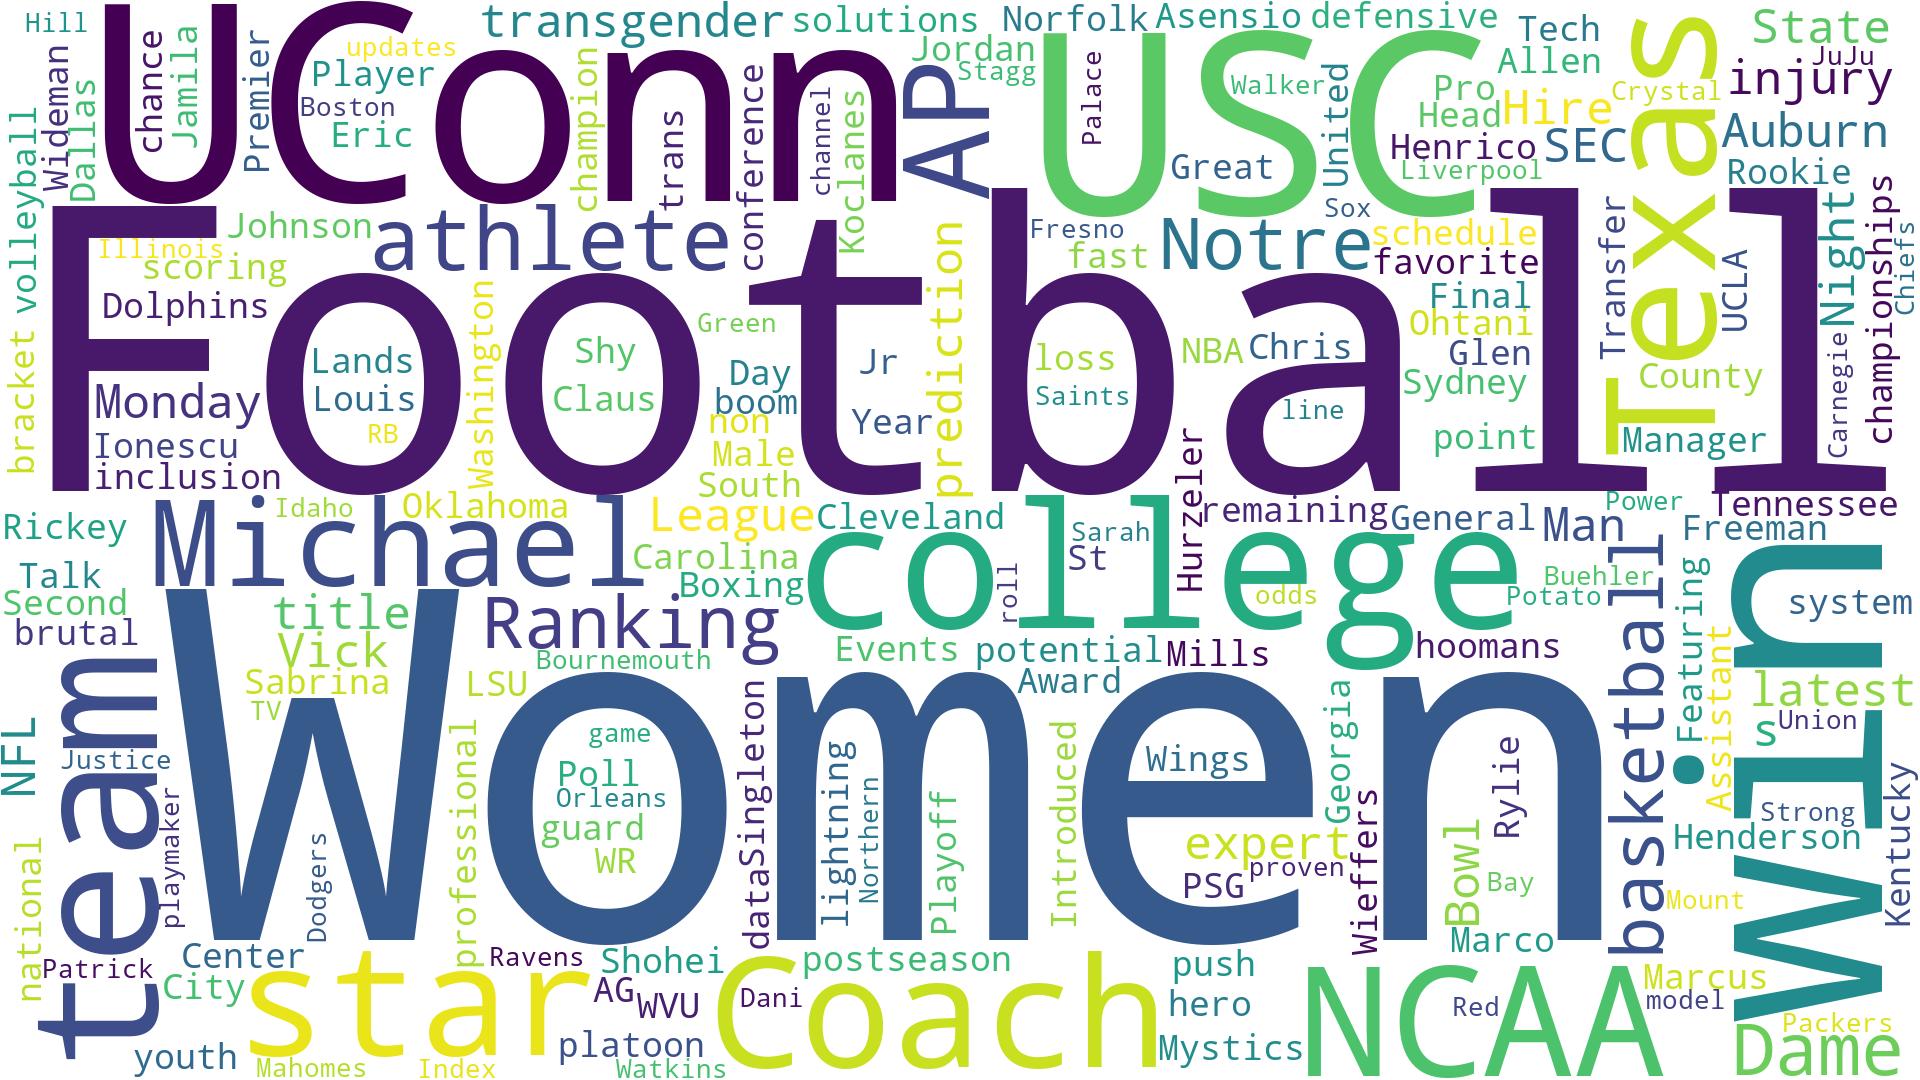 Hill
UConn
transgender
solutions
Norfolk
Asensio
defensive
USC
Texas
State
Tech
Wideman
Dallas
chance
Jamila
Premier
updates
Player
Boston
Eric
champion
trans
conference
channel
Koclanes
Jordan
Stagg
AP
Palace
Walker
Great
United
Allen
Pro
Head
Hire
Crystal
JuJu
injury
Henrico
SEC
Auburn
Liverpool
Rookie
volleyball
Johnson
Illinois
scoring
athlete
Football
Sox
Fresno
fast
Notre
schedule
favorite
Transfer
UCLA
Night
championships
Chiefs
Dolphins
Washington
Green
prediction
Final
Ohtani
Glen
Lands
Louis
RB
Shy
Claus
Day
boom
non
Male
South
Jr
Year
loss
Saints
NBA
Chris
line
Sydney
point
County
Carnegie
Manager
bracket
Monday
Ionescu
inclusion
Rickey
Michael
Idaho
Oklahoma
League
Carolina
Boxing
Cleveland
college
Sarah
St
roll
Hurzeler
remaining
General
Man
Power
Tennessee
Freeman
odds
Buehler
Potato
basketball
Featuring
Win
system
Talk
Second
brutal
title
Vick
Sabrina
TV
Ranking
Bournemouth
LSU
Events
potential
Mills
Award
hoomans
Assistant
latest
s
Union
NFL
team
Justice
Women
professional
game
Poll
Orleans
guard
WR
dataSingleton
lightning
Northern
Playoff
Introduced
Wings
Georgia
expert
proven
PSG
Wieffers
Bowl
Rylie
Bay
Strong
Henderson
Kentucky
Mount
national
playmaker
Dodgers
Patrick
Center
City
star
Ravens
Shohei
AG
WVU
Dani
postseason
Coach
push
hero
Mystics
Marco
NCAA
Red
Marcus
model
Packers
Dame
youth
Mahomes
Index
platoon
Watkins